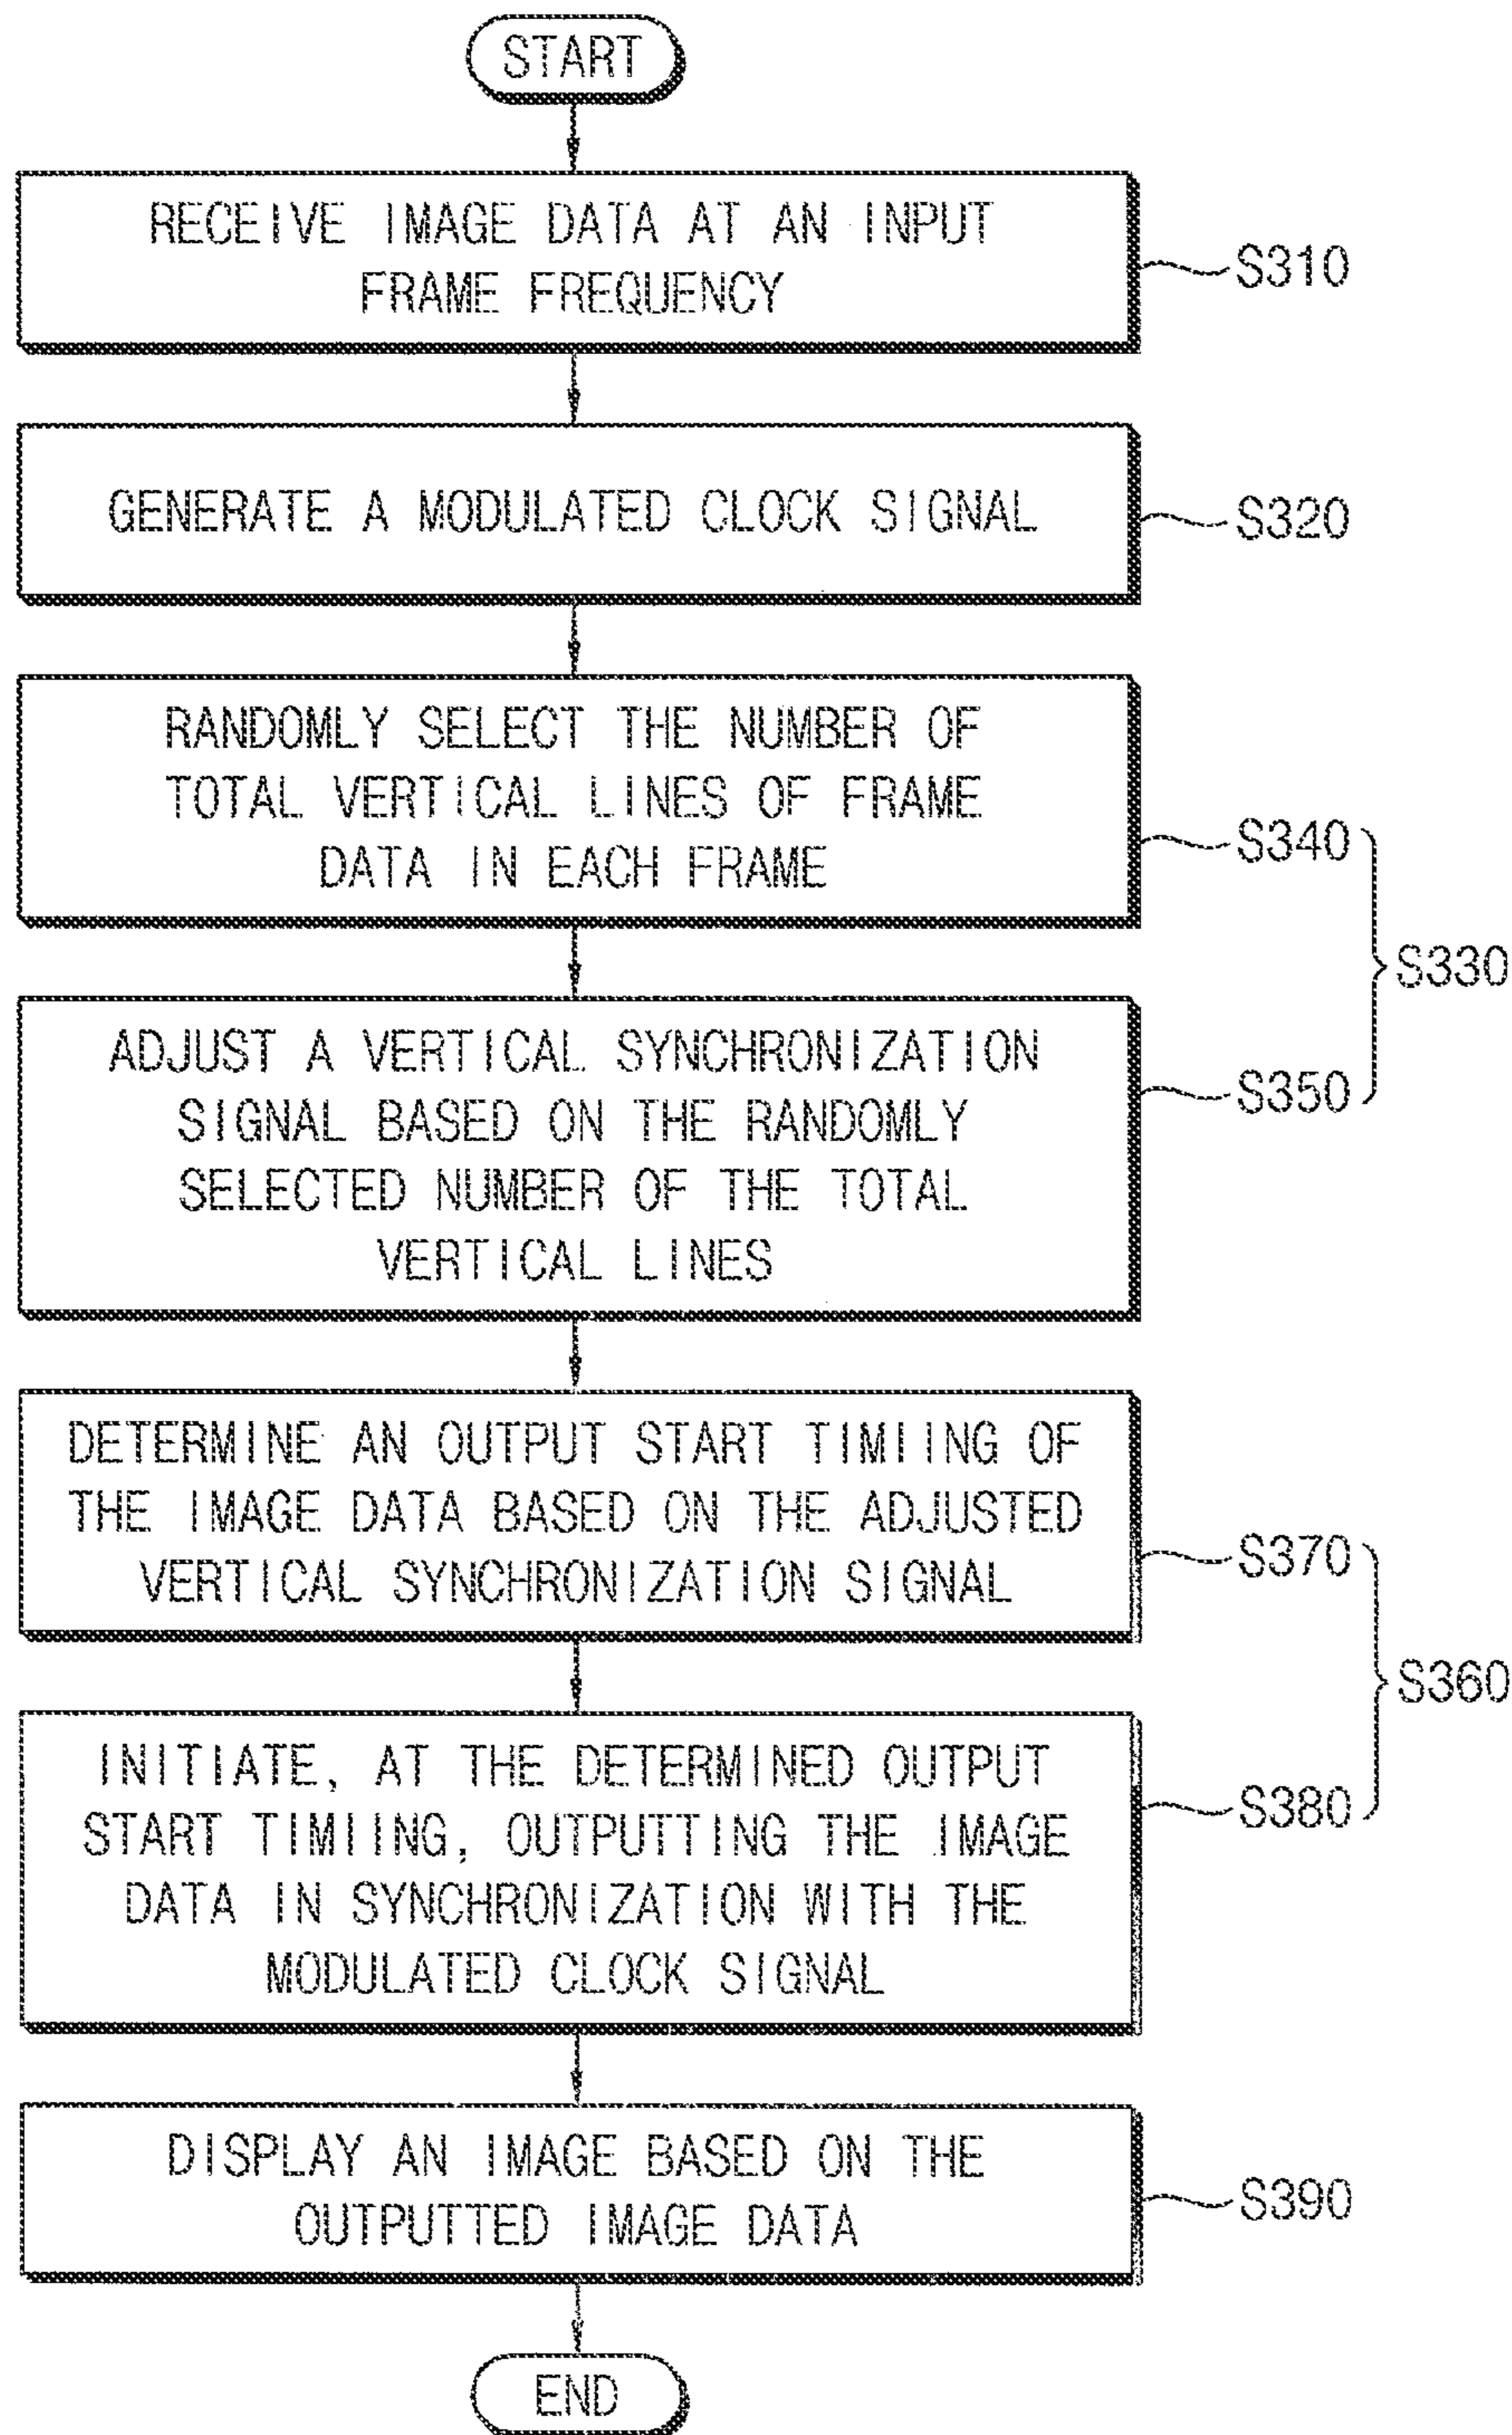 START
RECEIVE IMAGE DATA AT AN INPUT
FRAME FREQUENCY
S310
GENERATE A MODULATED CLOCK SIGNAL
S320
RANDOMLY SELECT THE NUMBER OF
TOTAL VERTICAL LINES OF FRAME
DATA IN EACH FRAME
S340
S330
ADJUST A VERTICAL SYNCHRONIZATION
SIGNAL BASED ON THE RANDOMLY
SELECTED NUMBER OF THE TOTAL
VERTICAL LINES
S350
DETERMINE AN OUTPUT START TIMIING OF
THE IMAGE DATA BASED ON THE ADJUSTED
VERTICAL SYNCHRONIZATION SIGNAL
S370
S360
INITIATE, AT THE DETERMINED OUTPUT
START TIMIING, OUTPUTTING THE IMAGE
DATA IN SYNCHRONIZATION WITH THE
MODULATED CLOCK SIGNAL
S380
DISPLAY AN IMAGE BASED ON THE
OUTPUTTED IMAGE DATA
S390
END